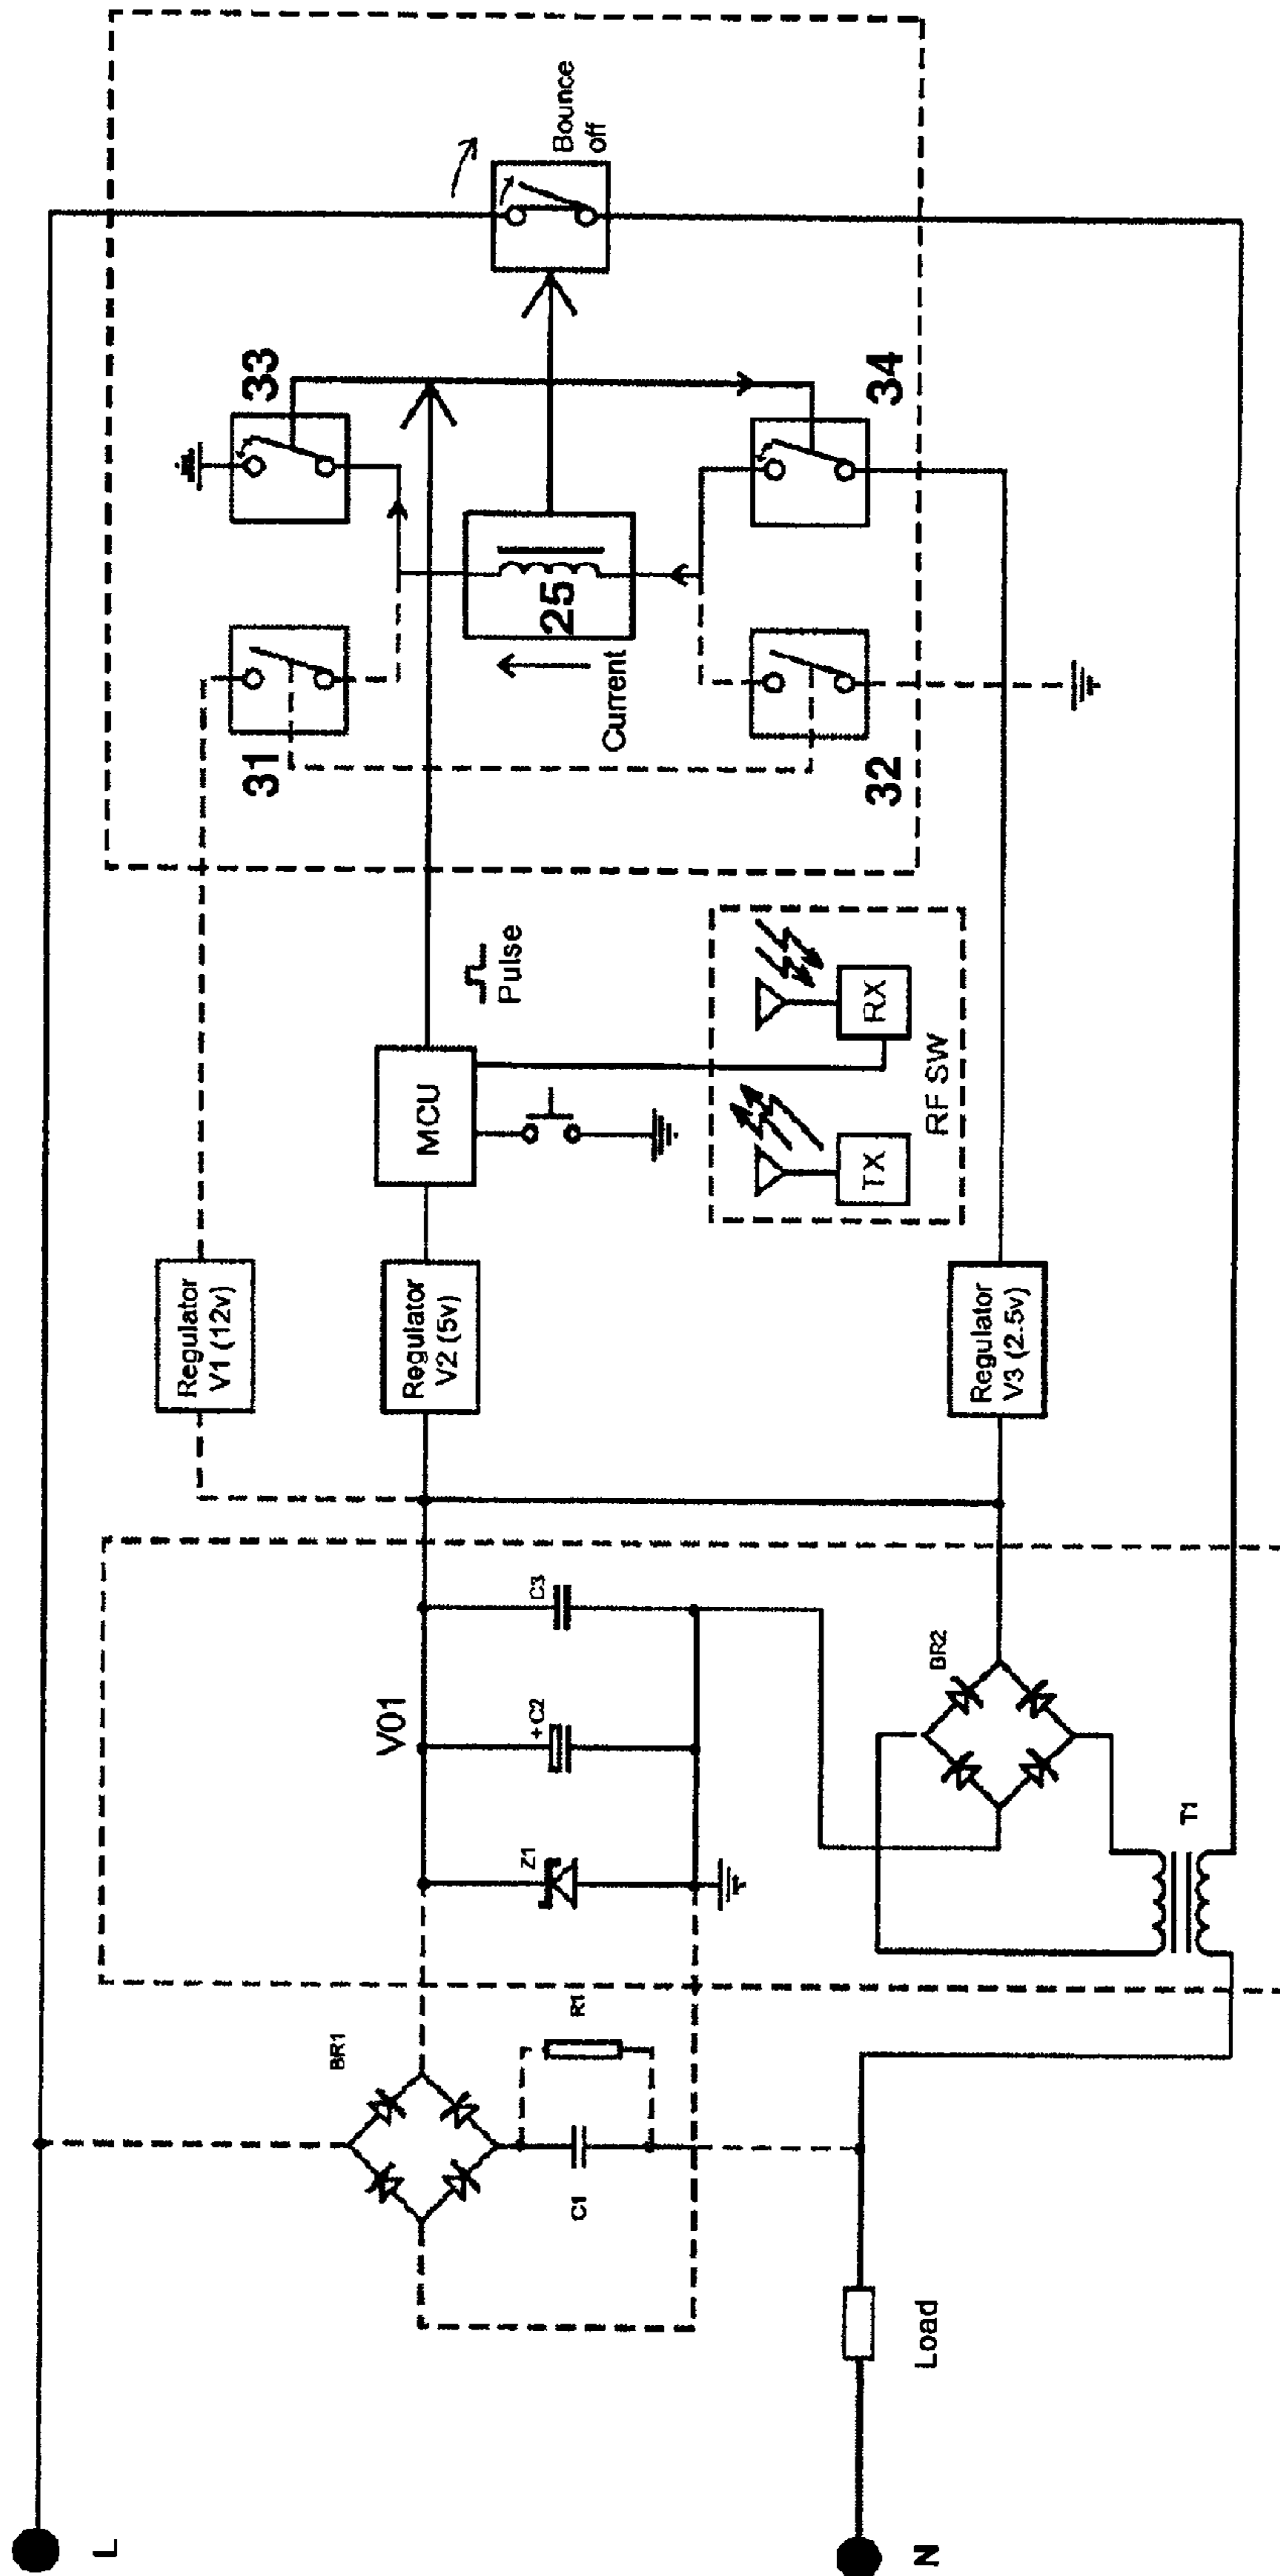 L
N
Load
BR1
C1
R1
Z1
V01
+C2
C3
BR2
T1
Regulator
V1 (12v)
Regulator
V2 (5v)
Regulator
V3 (2.5v)
MCU
Pulse
TX
RX
RF SW
31
33
25
Current
32
34
Bounce
off